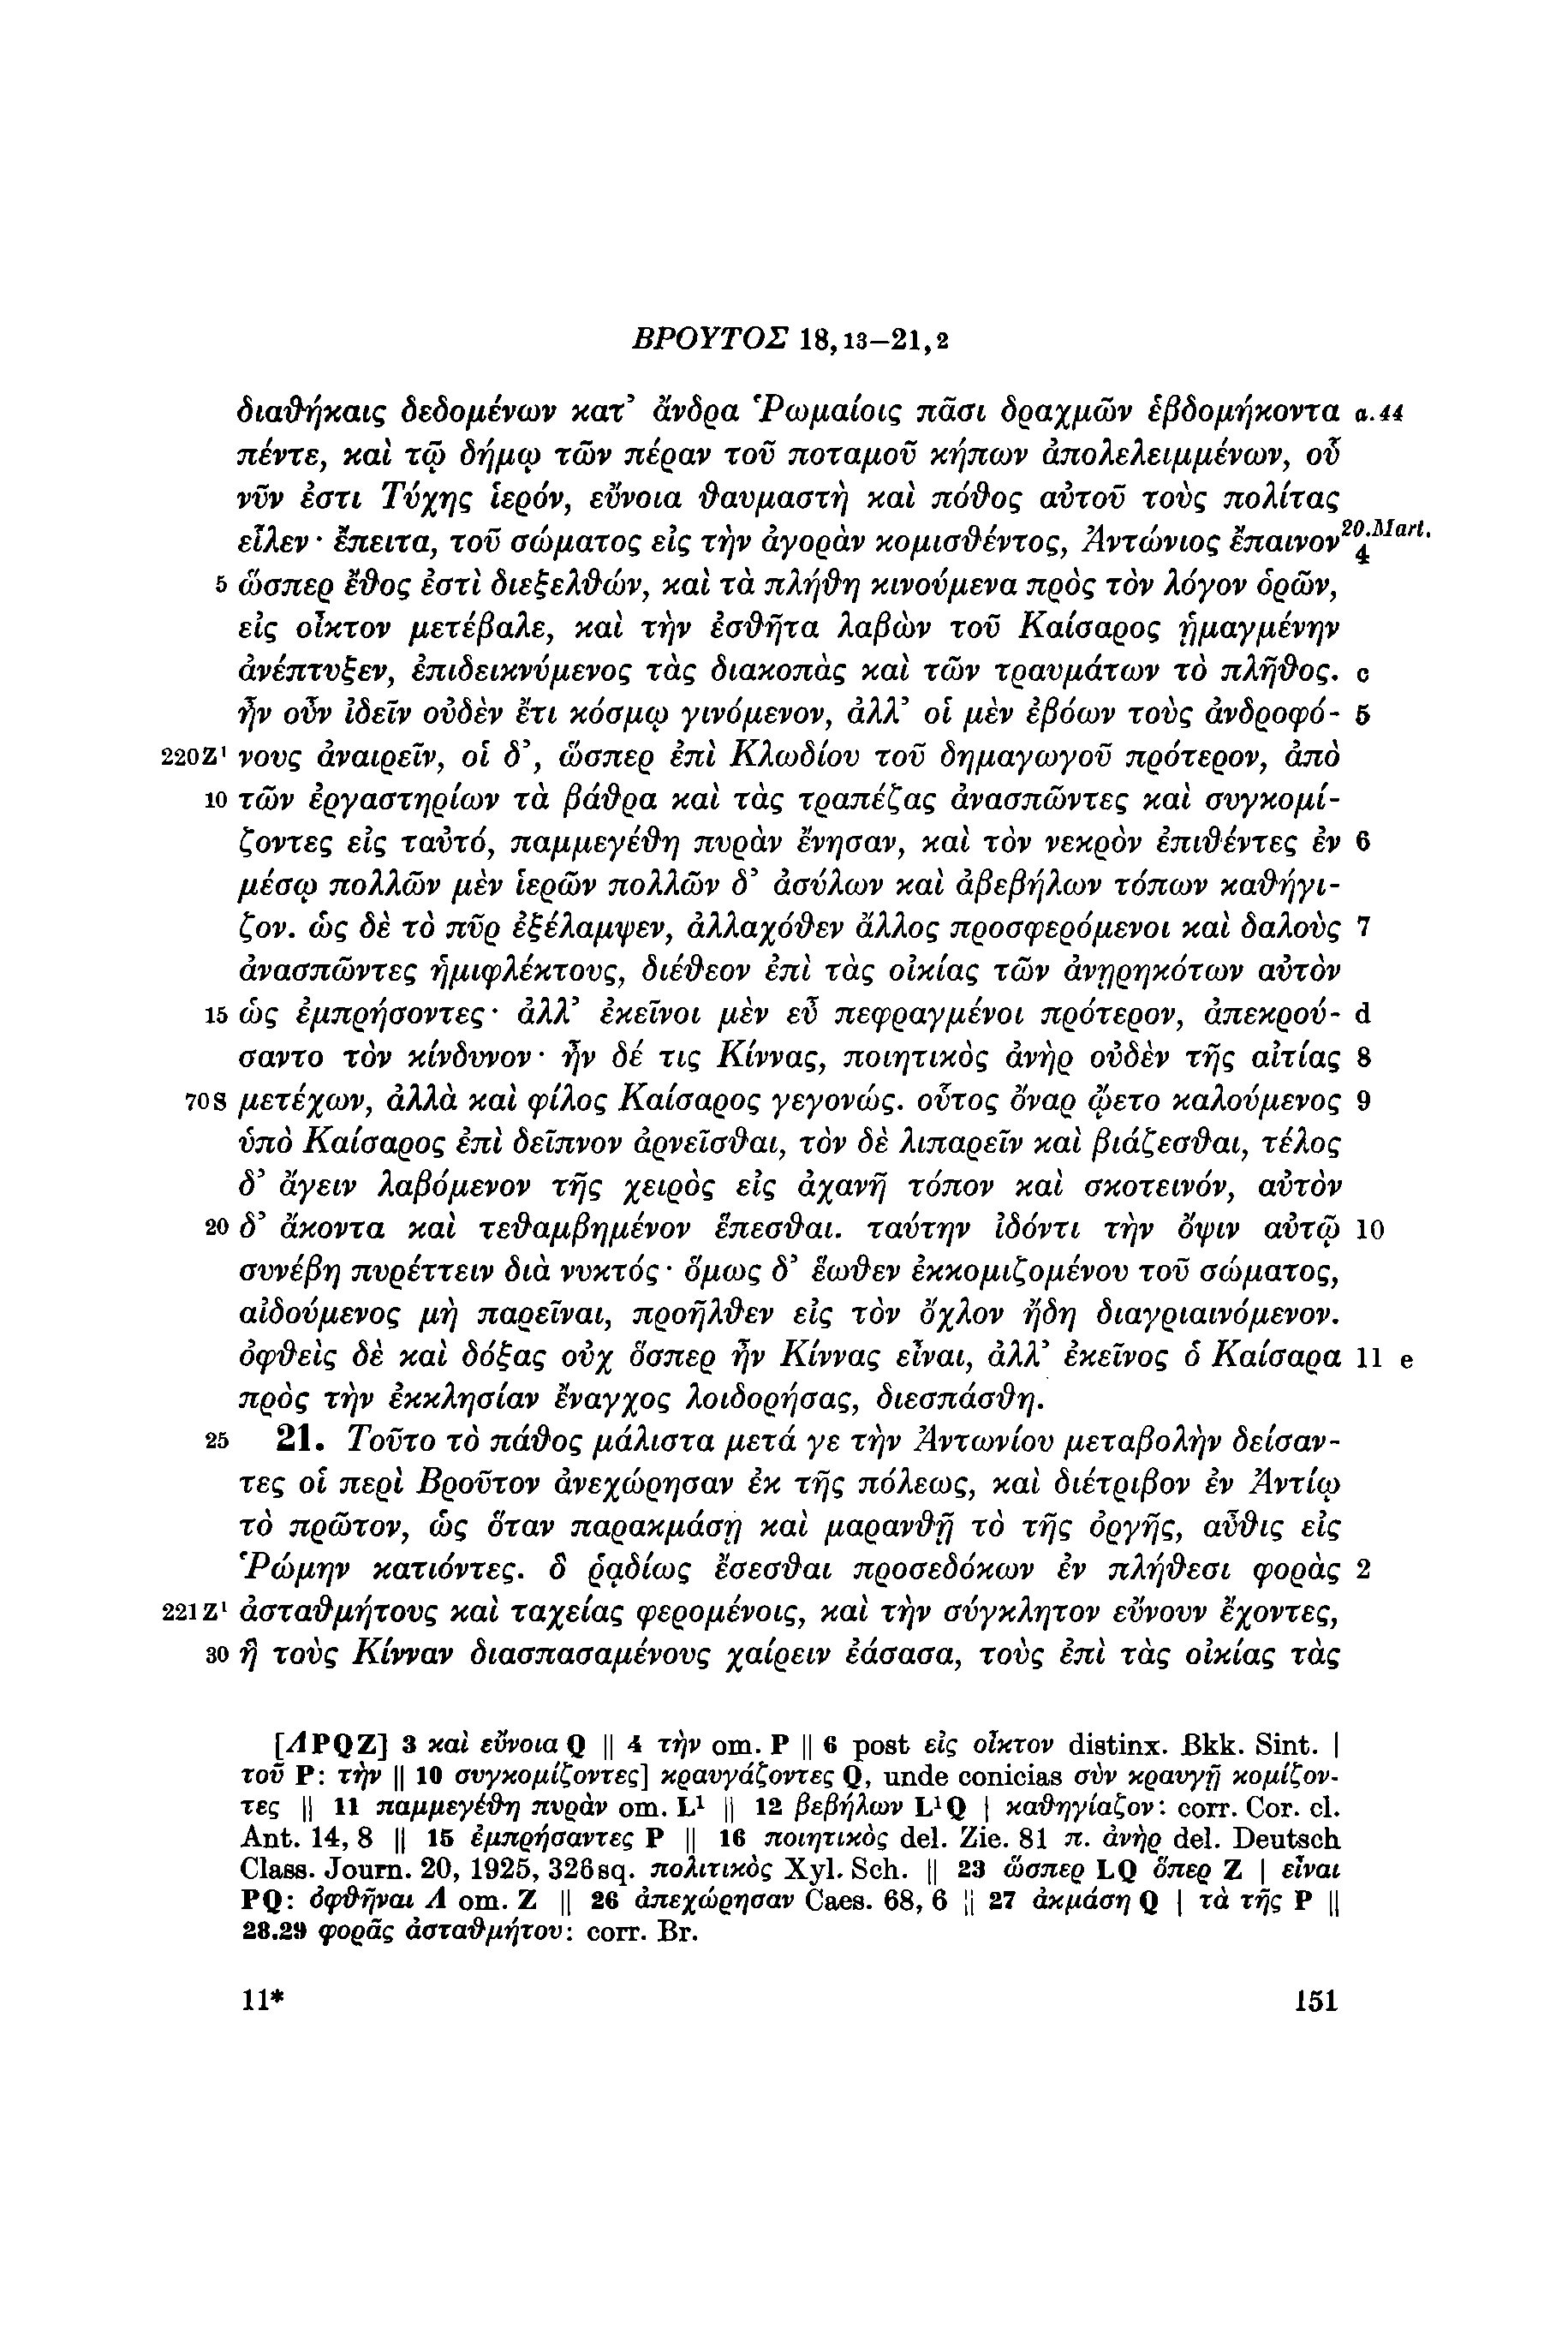 ΒΡΟΥΤΟΣ 18,13–21,2
διαθήκαις δεδομένων κατ’ ἄνδρα Ῥωμαίοις πᾶσι δραχμῶν ἑβδομήκοντα a. 44
πέντε, καὶ τῷ δήμῳ τῶν πέραν τοῦ ποταμοῦ κήπων ἀπολελειμμένων, οὗ
νῦν ἐστι Τύχης ἱερόν, εὔνοια θαυμαστὴ καὶ πόθος αὐτοῦ τοὺς πολίτας
εἷλεν· ἔπειτα, τοῦ σώματος εἰς τὴν ἀγορὰν κομισθέντος, Ἀντώνιος ἔπαινον 20. Mart. 4
5 ὥσπερ ἔθος ἐστὶ διεξελθών, καὶ τὰ πλήθη κινούμενα πρὸς τὸν λόγον ὁρῶν,
εἰς οἶκτον μετέβαλε, καὶ τὴν ἐσθῆτα λαβὼν τοῦ Καίσαρος ᾑμαγμένην
ἀνέπτυξεν, ἐπιδεικνύμενος τὰς διακοπὰς καὶ τῶν τραυμάτων τὸ πλῆθος. c
ἦν οὖν ἰδεῖν οὐδὲν ἔτι κόσμῳ γινόμενον, ἀλλ’ οἱ μὲν ἐβόων τοὺς ἀνδροφό- 5
220Z¹ νους ἀναιρεῖν, οἱ δ’, ὥσπερ ἐπὶ Κλωδίου τοῦ δημαγωγοῦ πρότερον, ἀπὸ
10 τῶν ἐργαστηρίων τὰ βάθρα καὶ τὰς τραπέζας ἀνασπῶντες καὶ συγκομί-
ζοντες εἰς ταὐτό, παμμεγέθη πυρὰν ἔνησαν, καὶ τὸν νεκρὸν ἐπιθέντες ἐν 6
μέσῳ πολλῶν μὲν ἱερῶν πολλῶν δ’ ἀσύλων καὶ ἀβεβήλων τόπων καθήγι-
ζον. ὡς δὲ τὸ πῦρ ἐξέλαμψεν, ἀλλαχόθεν ἄλλος προσφερόμενοι καὶ δαλοὺς 7
ἀνασπῶντες ἡμιφλέκτους, διέθεον ἐπὶ τὰς οἰκίας τῶν ἀνῃρηκότων αὐτὸν
15 ὡς ἐμπρήσοντες· ἀλλ’ ἐκεῖνοι μὲν εὖ πεφραγμένοι πρότερον, ἀπεκρού- d
σαντο τὸν κίνδυνον· ἦν δέ τις Κίννας, ποιητικὸς ἀνὴρ οὐδὲν τῆς αἰτίας 8
70S μετέχων, ἀλλὰ καὶ φίλος Καίσαρος γεγονώς. οὗτος ὄναρ ᾤετο καλούμενος 9
ὑπὸ Καίσαρος ἐπὶ δεῖπνον ἀρνεῖσθαι, τὸν δὲ λιπαρεῖν καὶ βιάζεσθαι, τέλος
δ’ ἄγειν λαβόμενον τῆς χειρὸς εἰς ἀχανῆ τόπον καὶ σκοτεινόν, αὐτὸν
20 δ’ ἄκοντα καὶ τεθαμβημένον ἕπεσθαι. ταύτην ἰδόντι τὴν ὄψιν αὐτῷ 10
συνέβη πυρέττειν διὰ νυκτός· ὅμως δ’ ἕωθεν ἐκκομιζομένου τοῦ σώματος,
αἰδούμενος μὴ παρεῖναι, προῆλθεν εἰς τὸν ὄχλον ἤδη διαγριαινόμενον.
ὀφθεὶς δὲ καὶ δόξας οὐχ ὅσπερ ἦν Κίννας εἶναι, ἀλλ’ ἐκεῖνος ὁ Καίσαρα 11 e
πρὸς τὴν ἐκκλησίαν ἔναγχος λοιδορήσας, διεσπάσθη.
25 21. Τοῦτο τὸ πάθος μάλιστα μετά γε τὴν Ἀντωνίου μεταβολὴν δείσαν-
τες οἱ περὶ Βροῦτον ἀνεχώρησαν ἐκ τῆς πόλεως, καὶ διέτριβον ἐν Ἀντίῳ
τὸ πρῶτον, ὡς ὅταν παρακμάσῃ καὶ μαρανθῇ τὸ τῆς ὀργῆς, αὖθις εἰς
Ῥώμην κατιόντες. ὃ ῥᾳδίως ἔσεσθαι προσεδόκων ἐν πλήθεσι φορὰς 2
221Z¹ ἀσταθμήτους καὶ ταχείας φερομένοις, καὶ τὴν σύγκλητον εὔνουν ἔχοντες,
30 ἣ τοὺς Κίνναν διασπασαμένους χαίρειν ἐάσασα, τοὺς ἐπὶ τὰς οἰκίας τὰς
[ΛPQZ] 3 καὶ εὔνοια Q || 4 τὴν om. P || 6 post εἰς οἶκτον distinx. Bkk. Sint. |
τοῦ P: τὴν || 10 συγκομίζοντες] κραυγάζοντες Q, unde conicias σὺν κραυγῇ κομίζον-
τες || 11 παμμεγέθη πυρὰν om. L¹ || 12 βεβήλων L¹Q | καθηγίαζον: corr. Cor. cl.
Ant. 14, 8 || 15 ἐμπρήσαντες P || 16 ποιητικὸς del. Zie. 81 π. ἀνὴρ del. Deutsch
Class. Journ. 20, 1925, 326sq. πολιτικὸς Xyl. Sch. || 23 ὥσπερ LQ ὅπερ Z | εἶναι
PQ: ὀφθῆναι Λ om. Z || 26 ἀπεχώρησαν Caes. 68, 6 || 27 ἀκμάση Q | τὰ τῆς P ||
28.29 φορᾶς ἀσταθμήτου: corr. Br.
11* 151